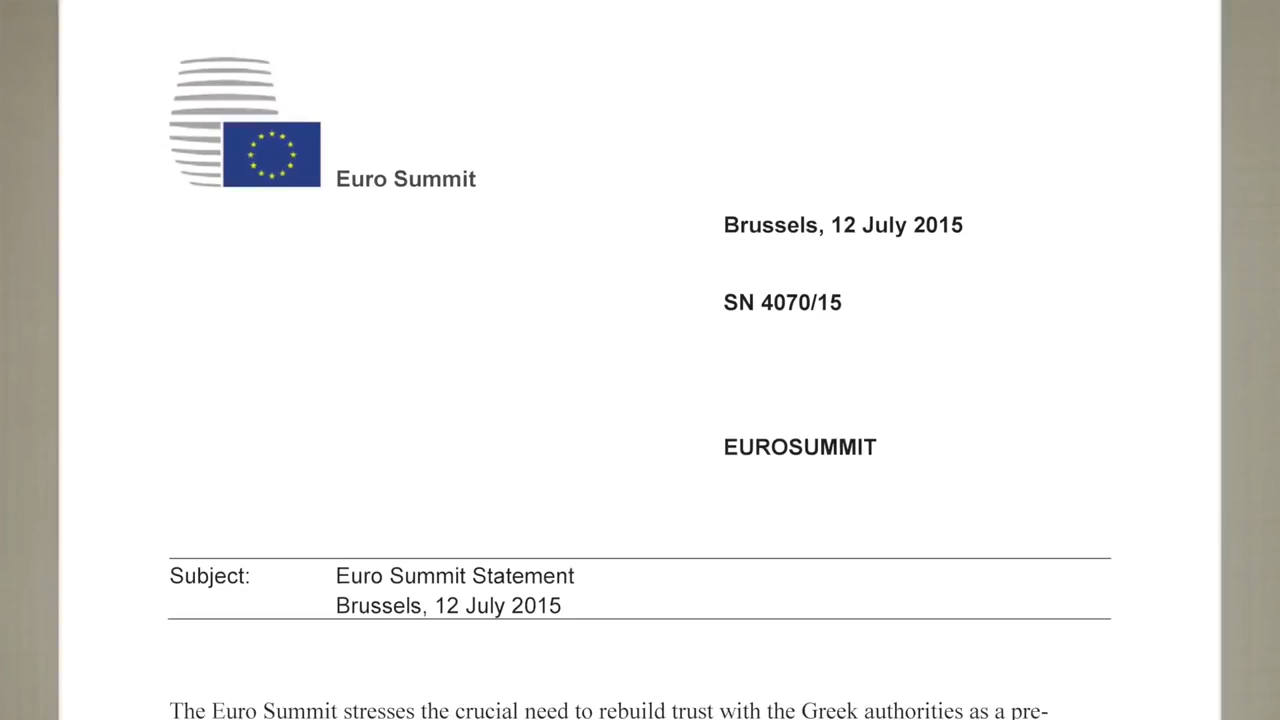 Euro Summit
Brussels, 12 July 2015
SN 4070/15
EUROSUMMIT
Subject: Euro Summit Statement
Brussels, 12 July 2015
The Euro Summit stresses the crucial need to rebuild trust with the Greek authorities as a pre-